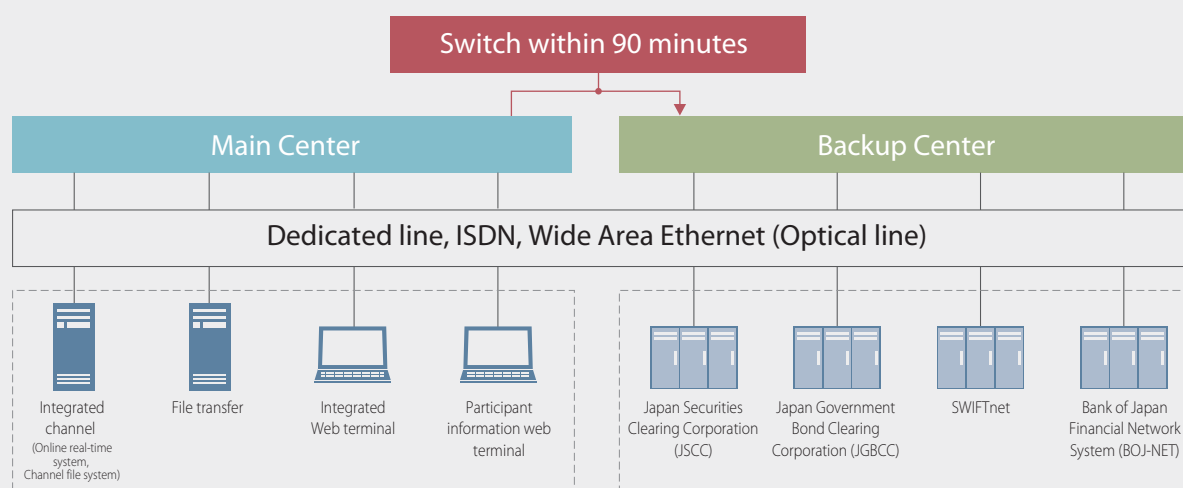 Switch within 90 minutes
Main Center
Backup Center
Dedicated line, ISDN, Wide Area Ethernet (Optical line)
Integrated
channel
(Online real-time
system,
Channel file system)
File transfer
Integrated
Web terminal
Participant
information web
terminal
Japan Securities
Clearing Corporation
(JSCC)
Japan Government
Bond Clearing
Corporation (JGBCC)
SWIFTnet
Bank of Japan
Financial Network
System (BOJ-NET)